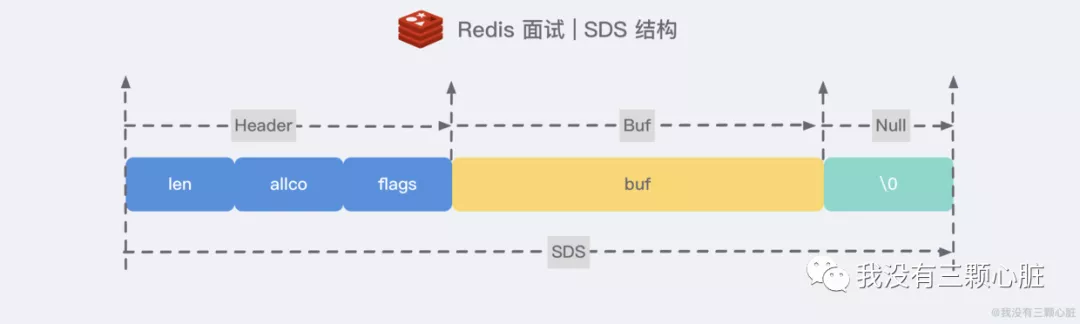 Redis 面试 | SDS 结构
Header Buf Null
len allco flags buf \0
SDS
我没有三颗心脏
@我没有三颗心脏